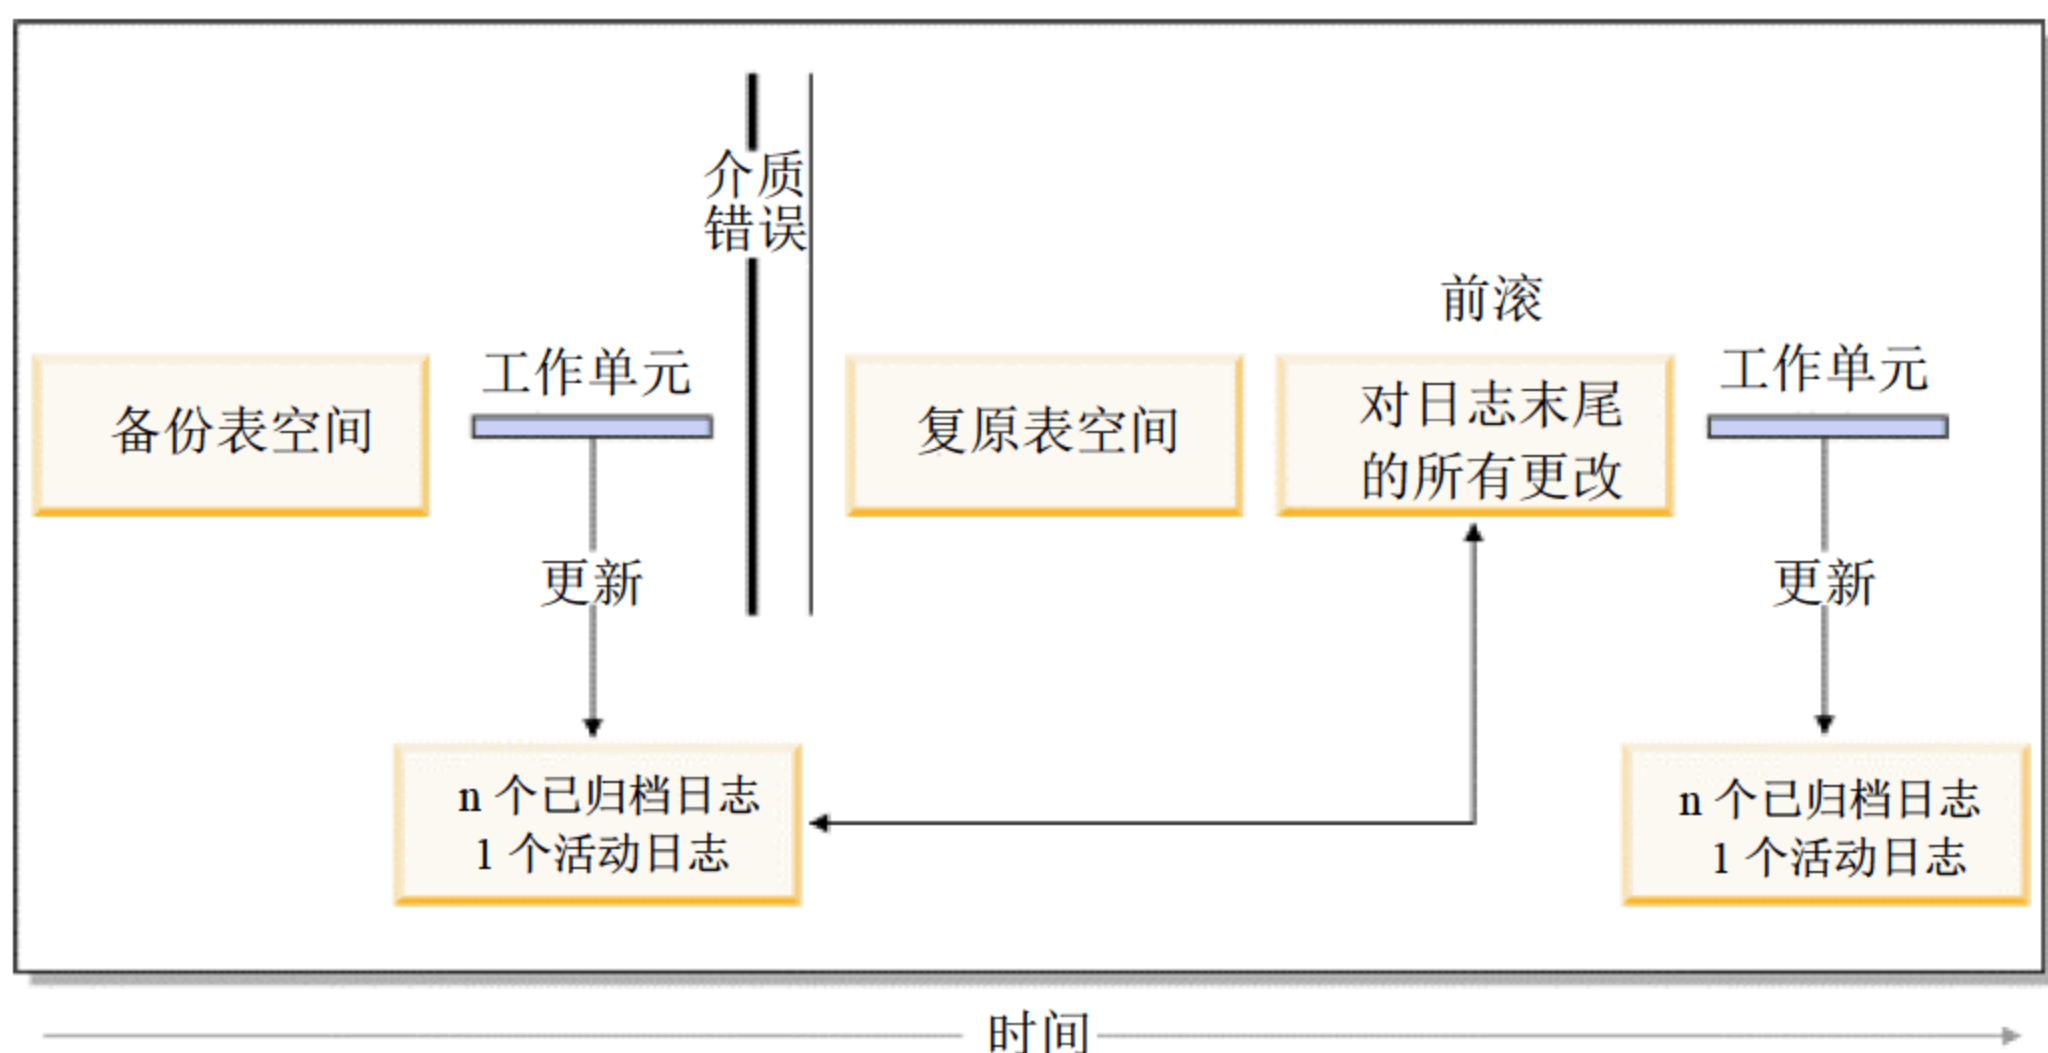 介质
错误
前滚
工作单元
工作单元
备份表空间
复原表空间
对日志末尾
的所有更改
更新
更新
n 个已归档日志
1 个活动日志
n 个已归档日志
1 个活动日志
时间